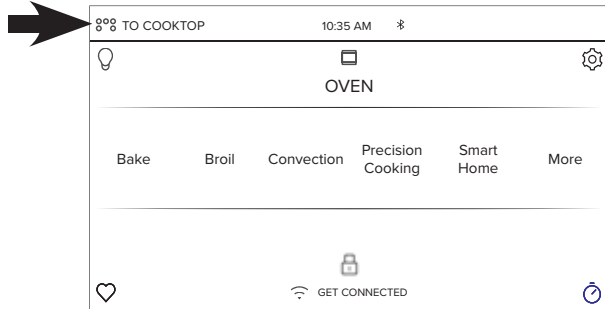 TO COOKTOP 10:35 AM
OVEN
Bake Broil Convection Precision Cooking Smart Home More
GET CONNECTED